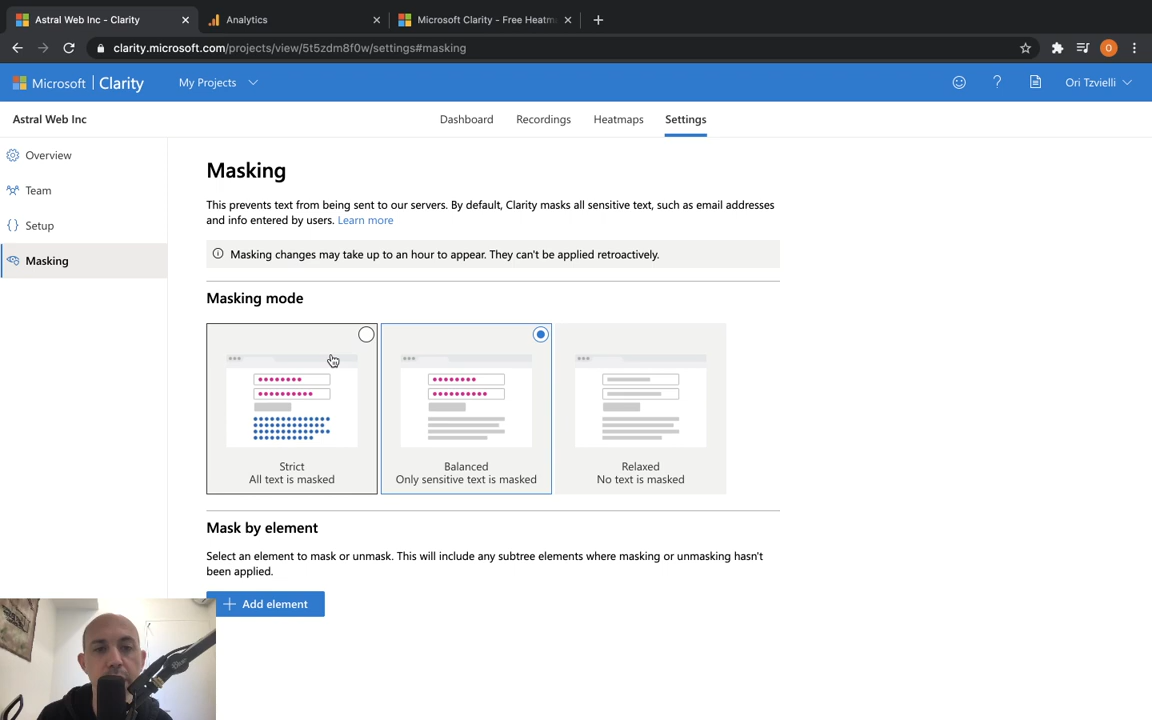 Astral Web Inc - Clarity
Analytics
Microsoft Clarity - Free Heatm
clarity.microsoft.com/projects/view/5t5zdm8f0w/settings#masking
O
Microsoft | Clarity
My Projects
?
Ori Tzvielli
Astral Web Inc
Dashboard
Recordings
Heatmaps
Settings
Overview
Team
Setup
Masking
Masking
This prevents text from being sent to our servers. By default, Clarity masks all sensitive text, such as email addresses
and info entered by users. Learn more
Masking changes may take up to an hour to appear. They can't be applied retroactively.
Masking mode
Strict
All text is masked
Balanced
Only sensitive text is masked
Relaxed
No text is masked
Mask by element
Select an element to mask or unmask. This will include any subtree elements where masking or unmasking hasn't
been applied.
+ Add element